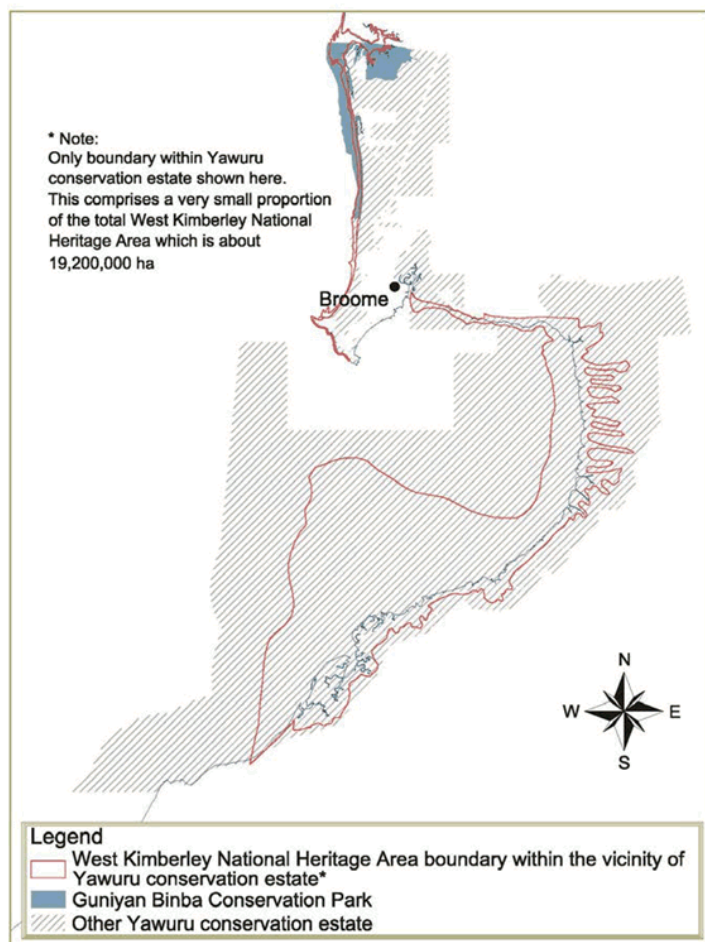 * Note:
Only boundary within Yawuru
conservation estate shown here.
This comprises a very small proportion
of the total West Kimberley National
Heritage Area which is about
19,200,000 ha
Broome
N
W E
S
Legend
West Kimberley National Heritage Area boundary within the vicinity of
Yawuru conservation estate*
Guniyan Binba Conservation Park
Other Yawuru conservation estate